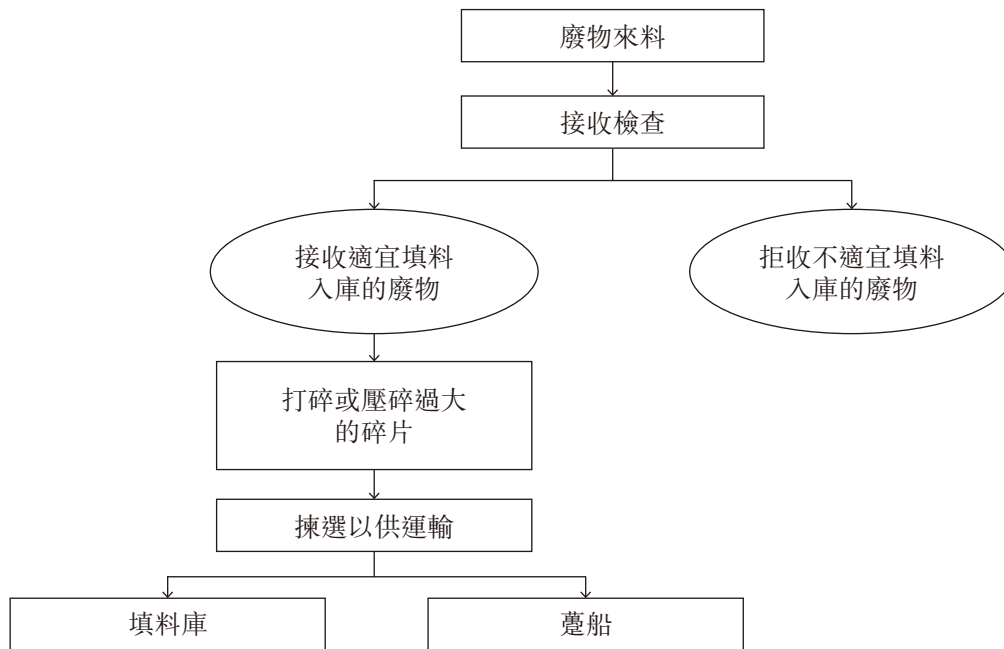 廢物來料
接收檢查
接收適宜填料
入庫的廢物
拒收不適宜填料
入庫的廢物
打碎或壓碎過大
的碎片
揀選以供運輸
填料庫
躉船